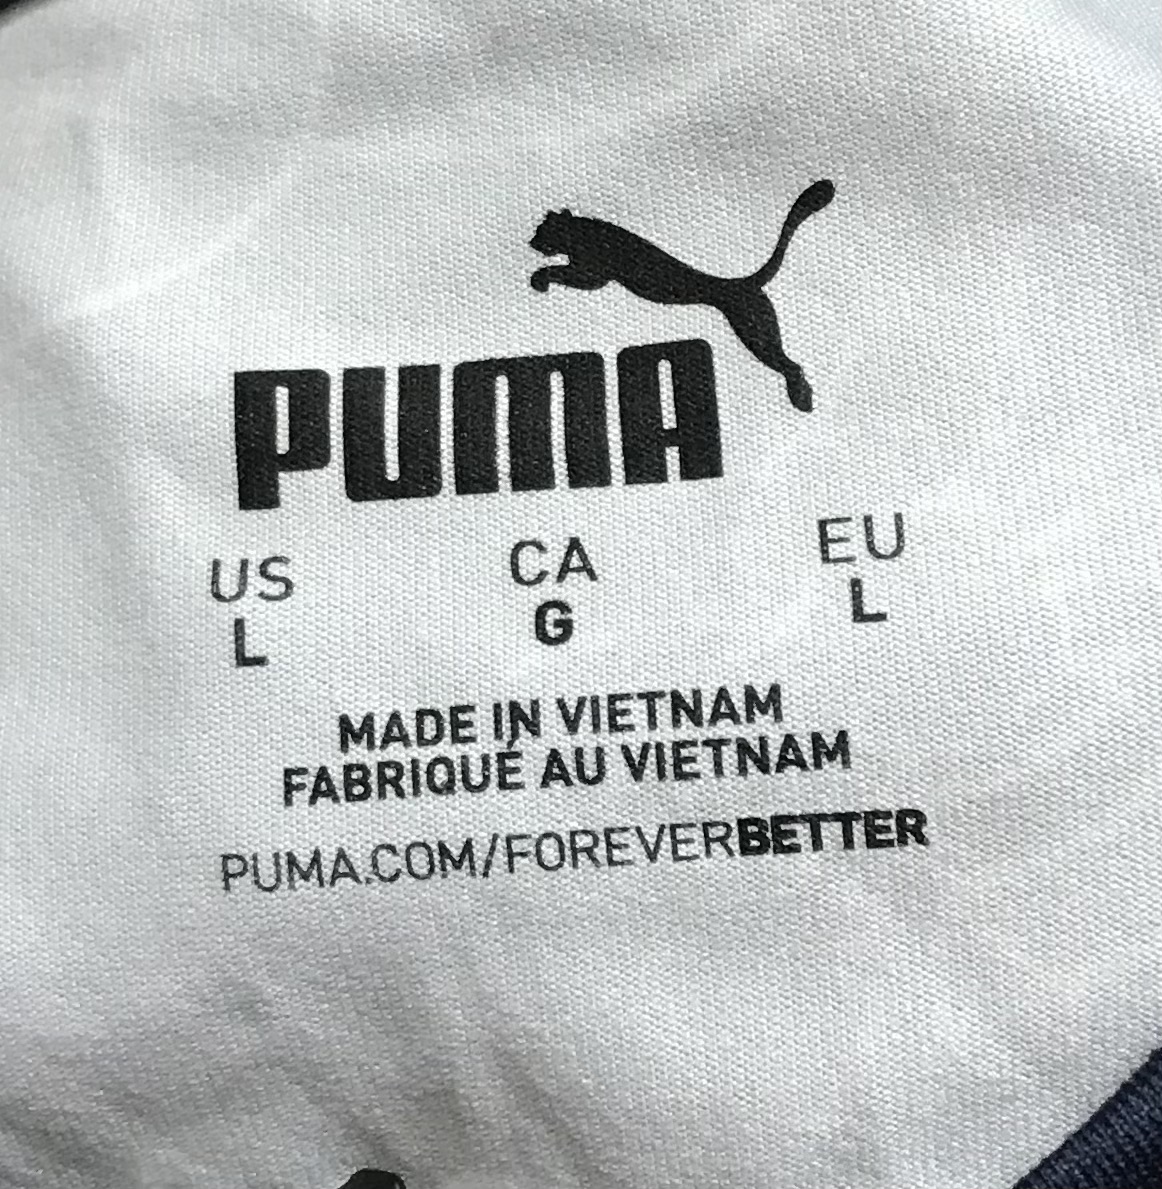 PUMA
US CA EU
L G L
MADE IN VIETNAM
FABRIQUÉ AU VIETNAM
PUMA.COM/FOREVERBETTER